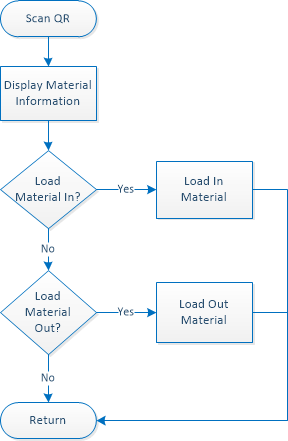 Scan QR
Display Material
Information
Load
Material In?
Yes
Load In
Material
No
Load
Material
Out?
Yes
Load Out
Material
No
Return